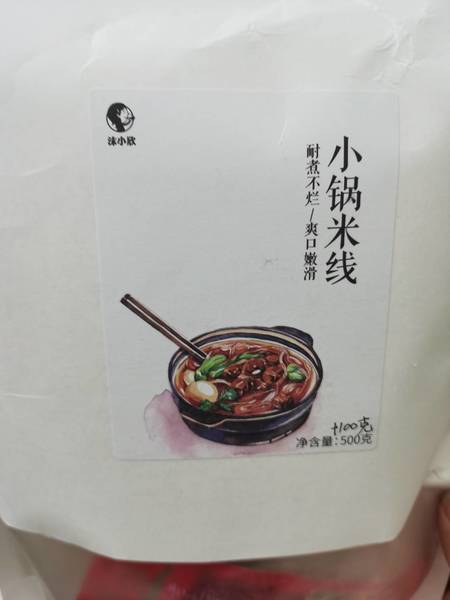 沫小欣
小锅米线
耐煮不烂/爽口嫩滑
+100克
净含量:500克